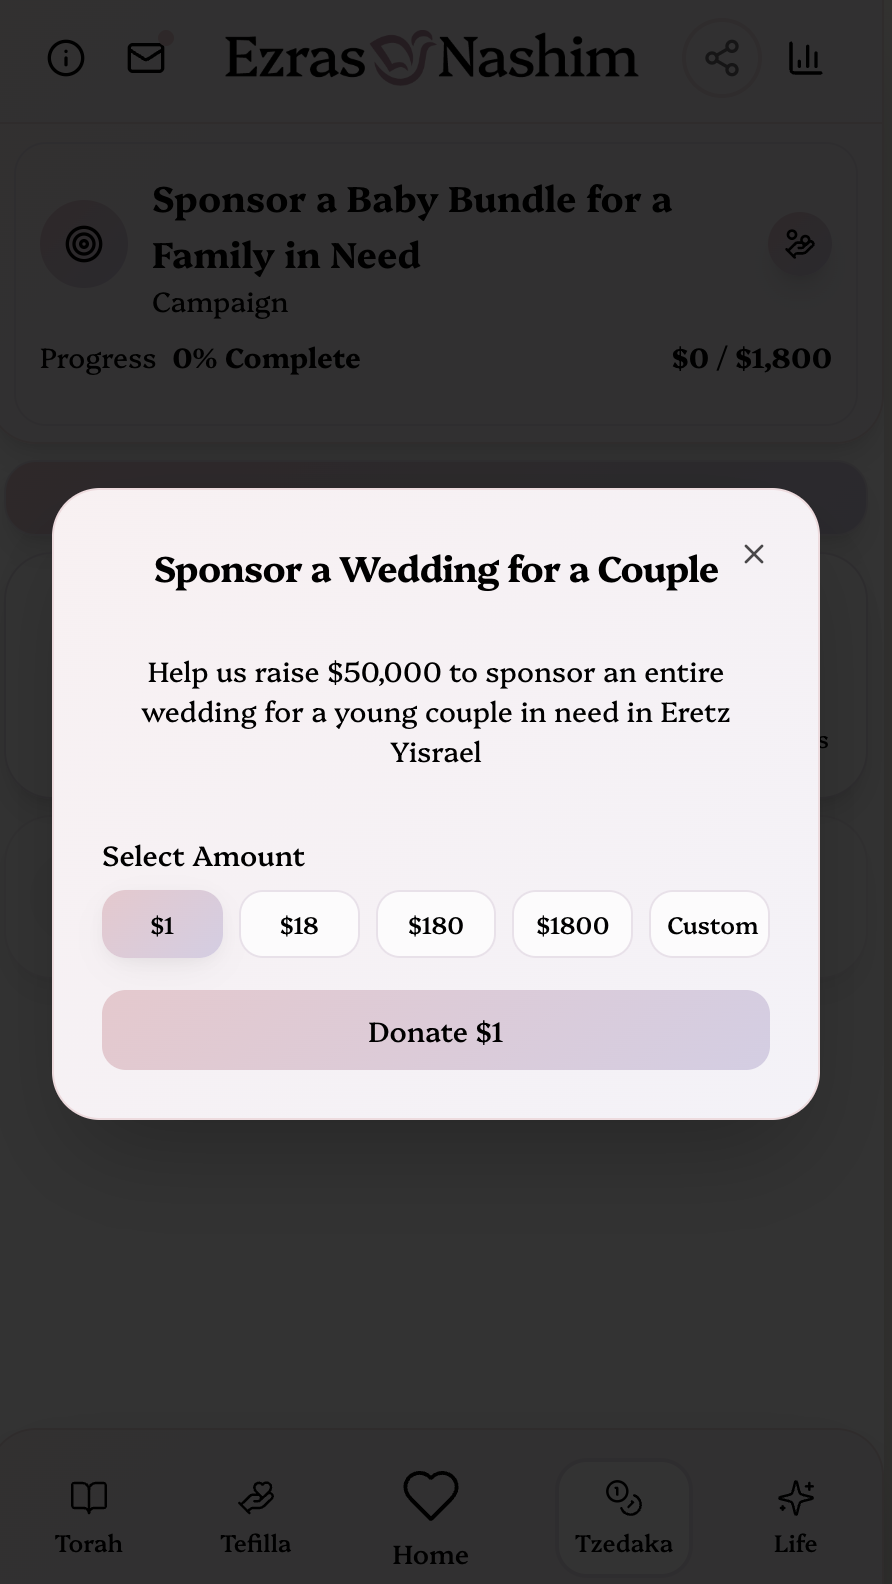 Ezras Nashim
Sponsor a Baby Bundle for a
Family in Need
Campaign
Progress 0% Complete $0 / $1,800
Sponsor a Wedding for a Couple
Help us raise $50,000 to sponsor an entire
wedding for a young couple in need in Eretz
Yisrael
s
Select Amount
$1 $18 $180 $1800 Custom
Donate $1
Torah Tefilla Home Tzedaka Life